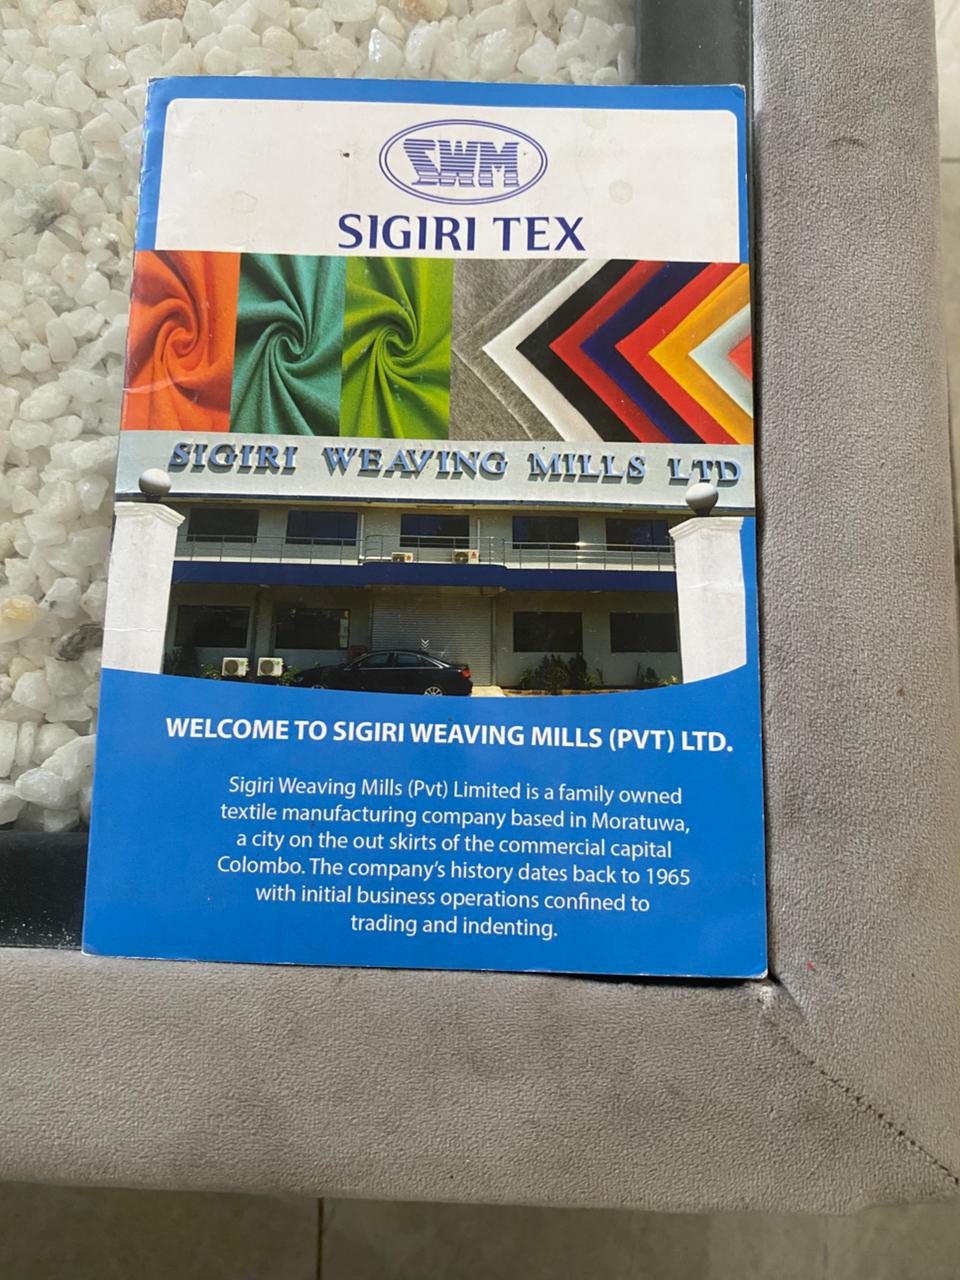 SWM
SIGIRI TEX
SIGIRI WEAVING MILLS LTD
WELCOME TO SIGIRI WEAVING MILLS (PVT) LTD.
Sigiri Weaving Mills (Pvt) Limited is a family owned
textile manufacturing company based in Moratuwa,
a city on the out skirts of the commercial capital
Colombo. The company's history dates back to 1965
with initial business operations confined to
trading and indenting.